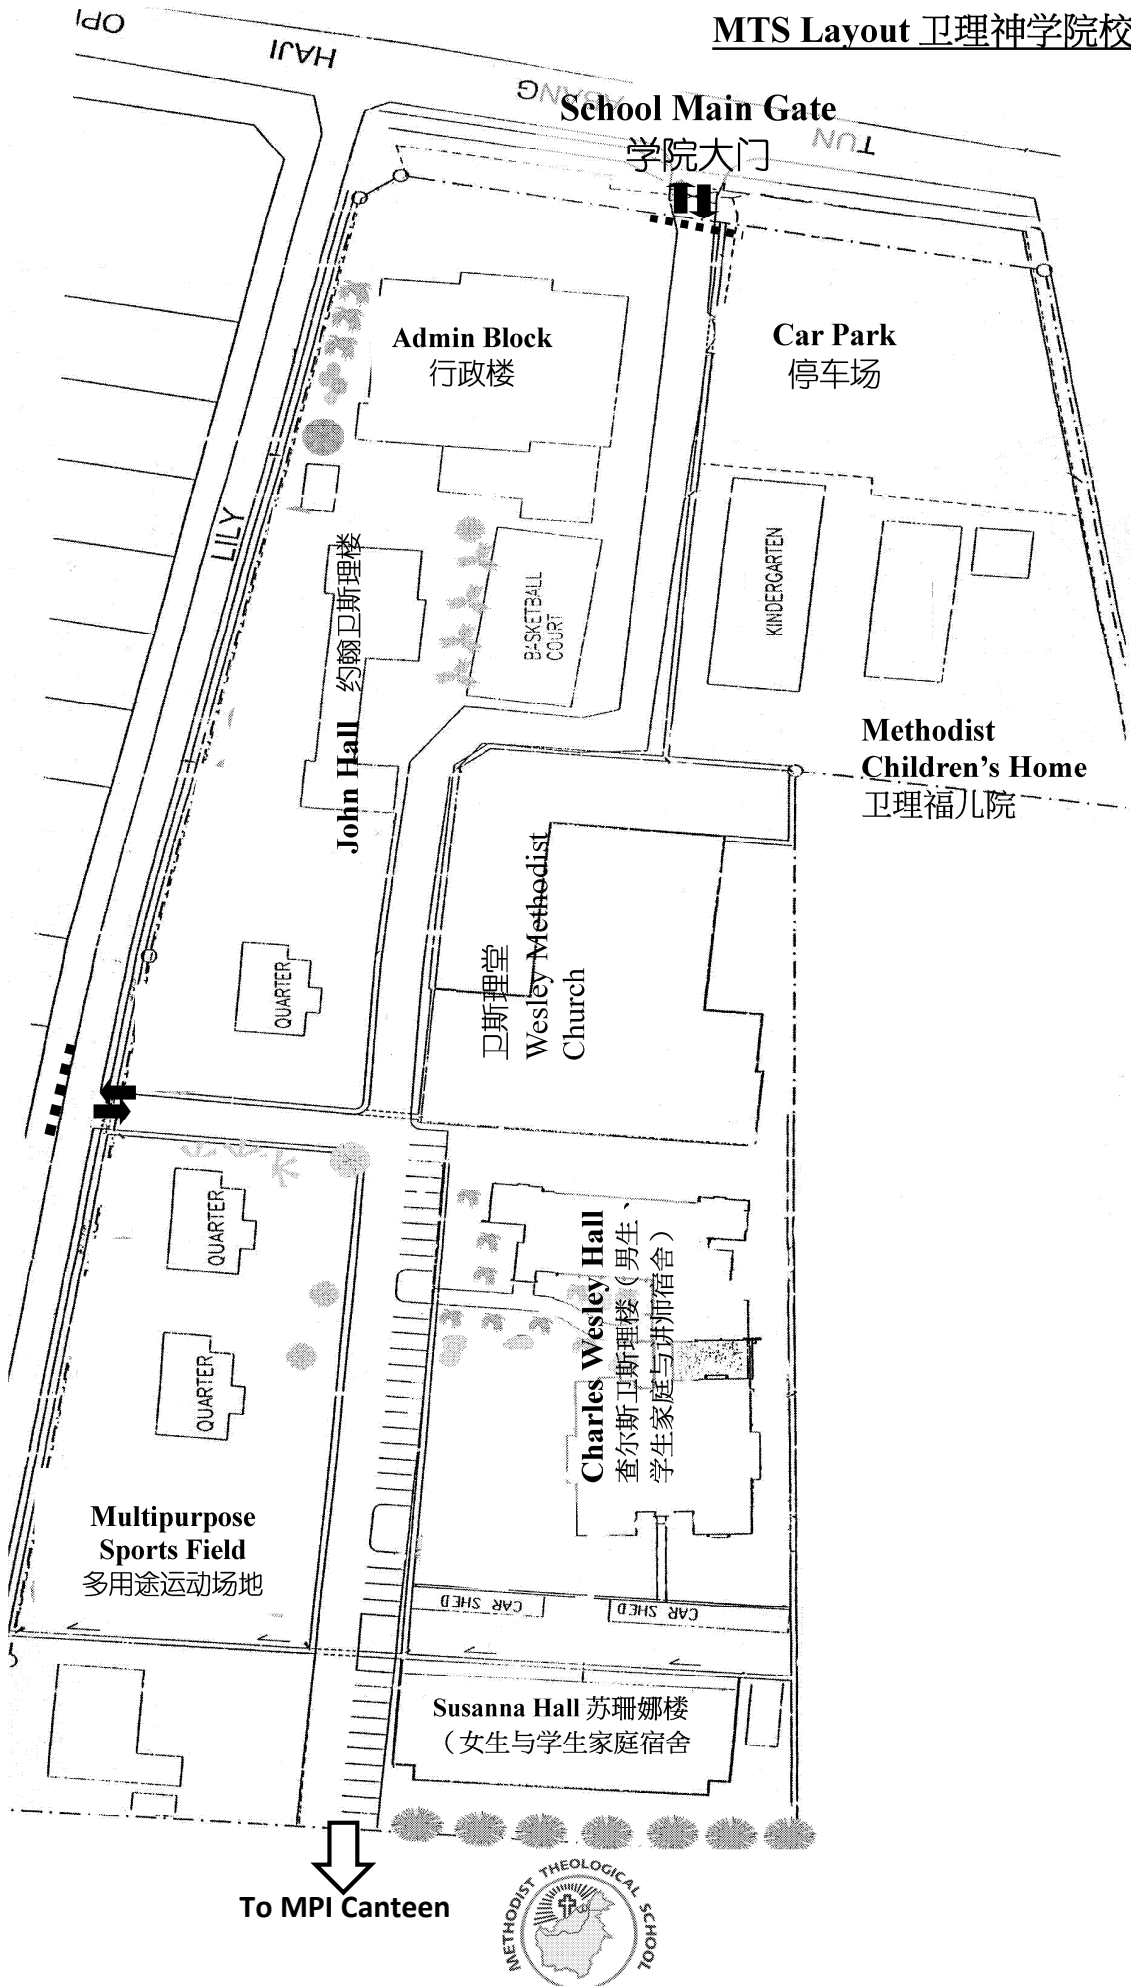 MTS Layout 卫理神学院校
OPI
HAJI
ABANG
TUN
School Main Gate
学院大门
Admin Block
行政楼
Car Park
停车场
LILY
John Hall 约翰卫斯理楼
BASKETBALL
COURT
KINDERGARTEN
Methodist
Children’s Home
卫理福儿院
卫斯理堂
Wesley Methodist
Church
QUARTER
QUARTER
QUARTER
Charles Wesley Hall
查尔斯卫斯理楼（男生、
学生家庭与讲师宿舍）
Multipurpose
Sports Field
多用途运动场地
CAR SHED
CAR SHED
Susanna Hall 苏珊娜楼
（女生与学生家庭宿舍
To MPI Canteen
METHODIST THEOLOGICAL SCHOOL